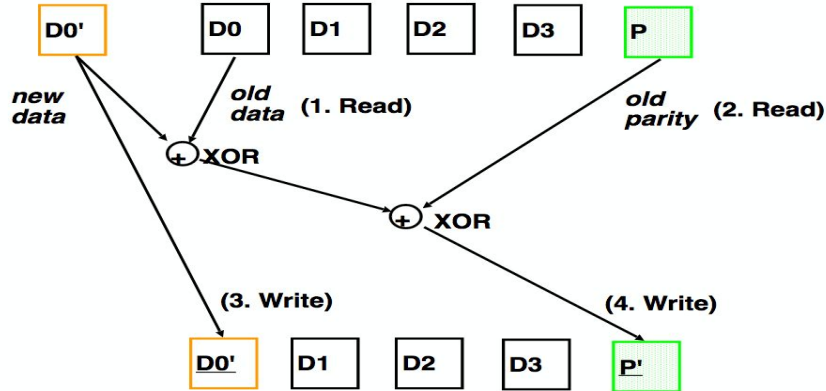 D0' D0 D1 D2 D3 P
new data
old data (1. Read)
old parity (2. Read)
+ XOR
+ XOR
(3. Write)
(4. Write)
D0' D1 D2 D3 P'